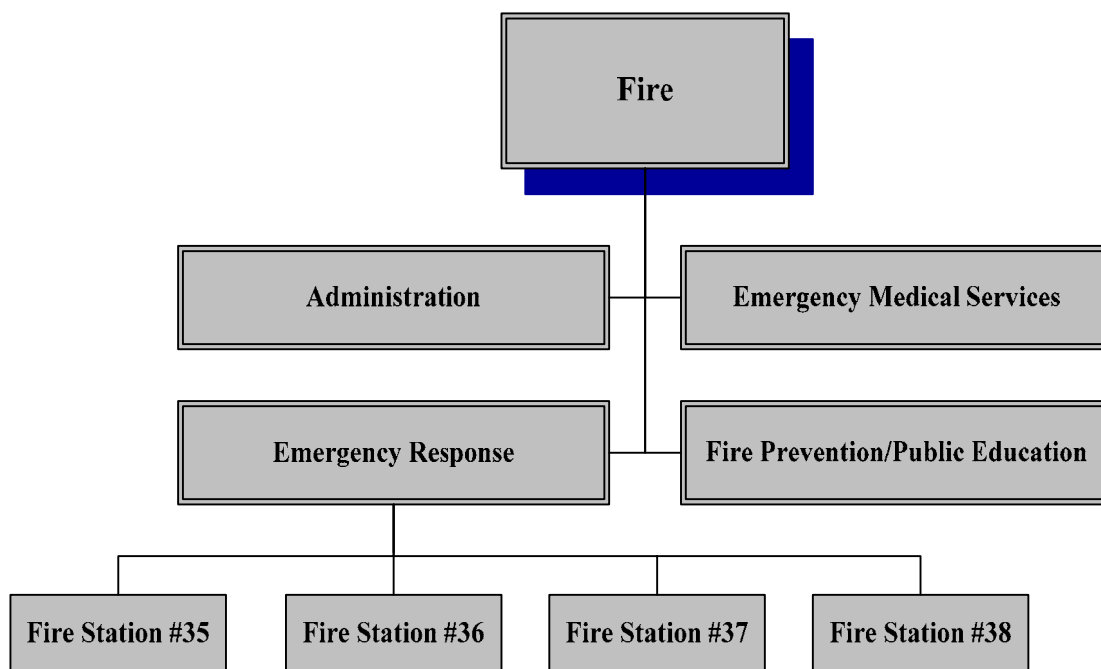 Fire
Administration
Emergency Medical Services
Emergency Response
Fire Prevention/Public Education
Fire Station #35
Fire Station #36
Fire Station #37
Fire Station #38